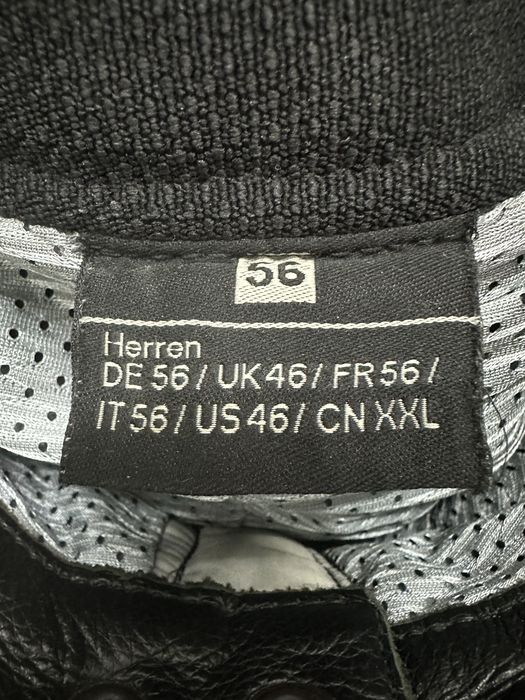 56
Herren
DE 56 / UK 46 / FR 56 /
IT 56 / US 46 / CN XXL